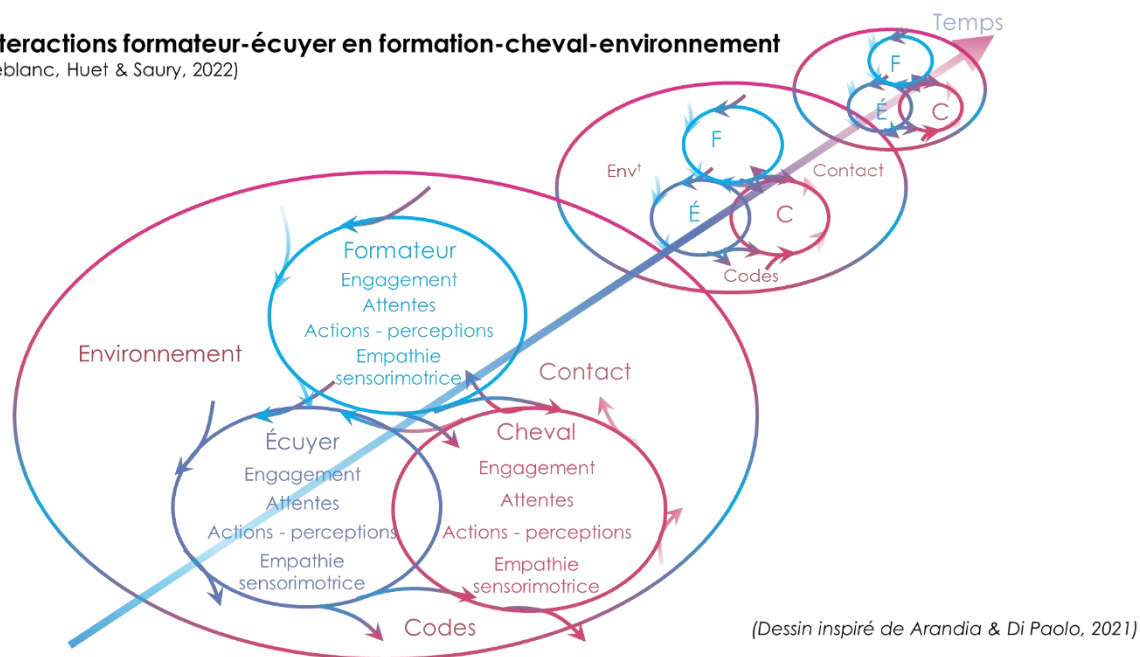 nteractions formateur-écuyer en formation-cheval-environnement
eblanc, Huet & Saury, 2022)
Temps
F
É
C
F
Envt
Contact
É
C
Codes
Formateur
Engagement
Attentes
Actions - perceptions
Empathie
sensorimotrice
Environnement
Contact
Écuyer
Engagement
Attentes
Actions - perceptions
Empathie
sensorimotrice
Cheval
Engagement
Attentes
Actions - perceptions
Empathie
sensorimotrice
Codes
(Dessin inspiré de Arandia & Di Paolo, 2021)